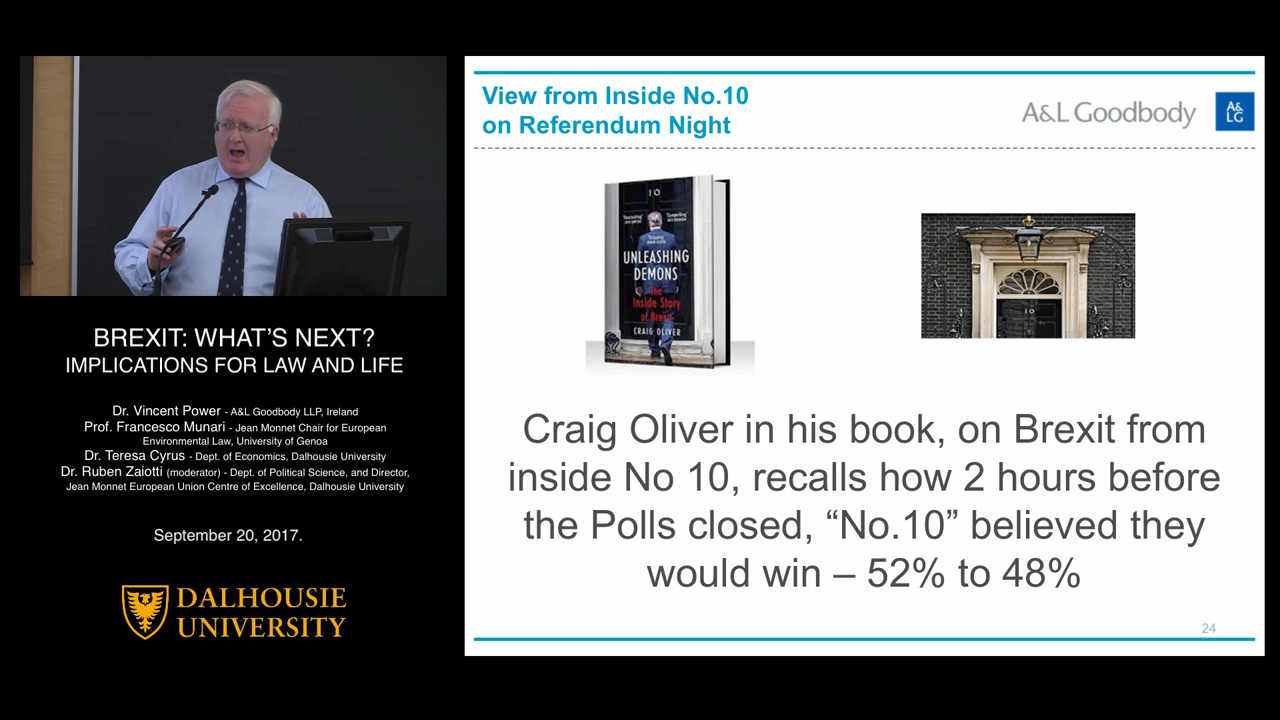 BREXIT: WHAT'S NEXT?
IMPLICATIONS FOR LAW AND LIFE
Dr. Vincent Power - A&L Goodbody LLP, Ireland
Prof. Francesco Munari - Jean Monnet Chair for European
Environmental Law, University of Genoa
Dr. Teresa Cyrus - Dept. of Economics, Dalhousie University
Dr. Ruben Zaiotti (moderator) - Dept. of Political Science, and Director,
Jean Monnet European Union Centre of Excellence, Dalhousie University
September 20, 2017.
DALHOUSIE
UNIVERSITY
View from Inside No.10
on Referendum Night
A&L Goodbody
A&
LG
10
UNLEASHING
DEMONS
The
Inside Story
of Brexit
CRAIG OLIVER
10
Craig Oliver in his book, on Brexit from
inside No 10, recalls how 2 hours before
the Polls closed, “No.10” believed they
would win – 52% to 48%
24